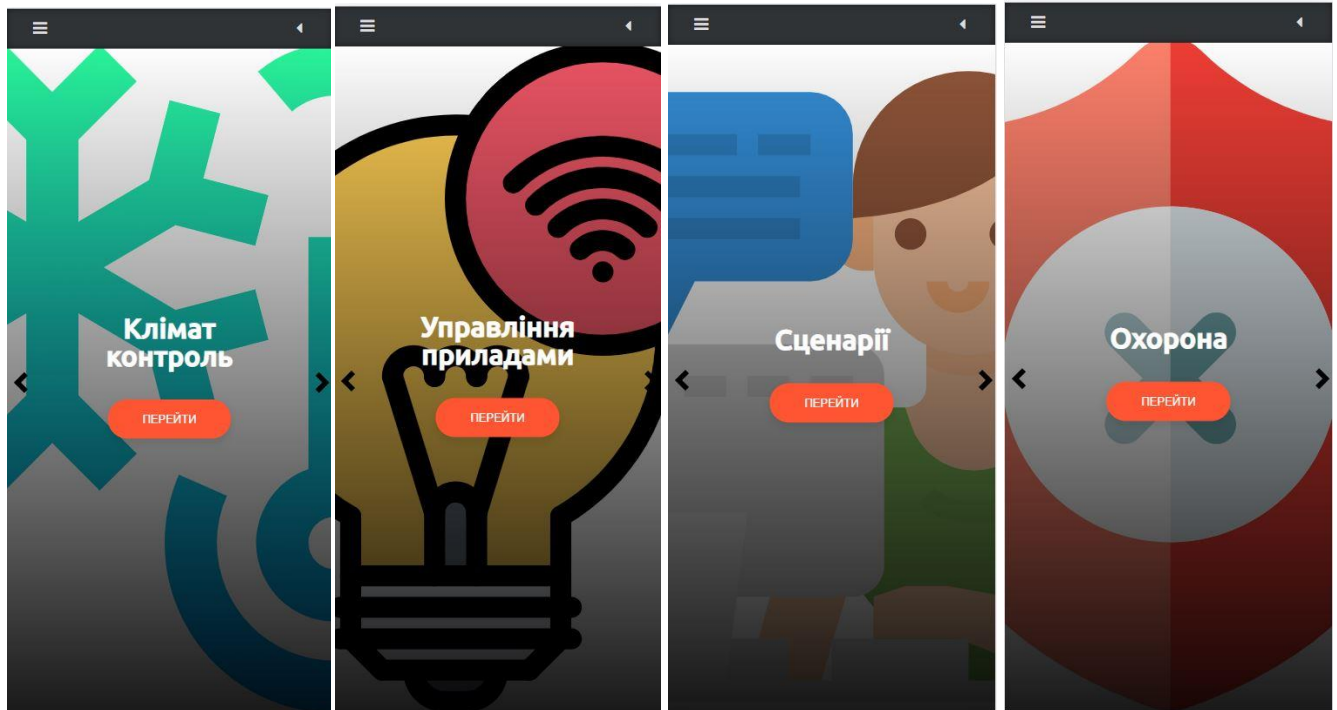 Клімат
контроль
ПЕРЕЙТИ
Управління
приладами
ПЕРЕЙТИ
Сценарії
ПЕРЕЙТИ
Охорона
ПЕРЕЙТИ